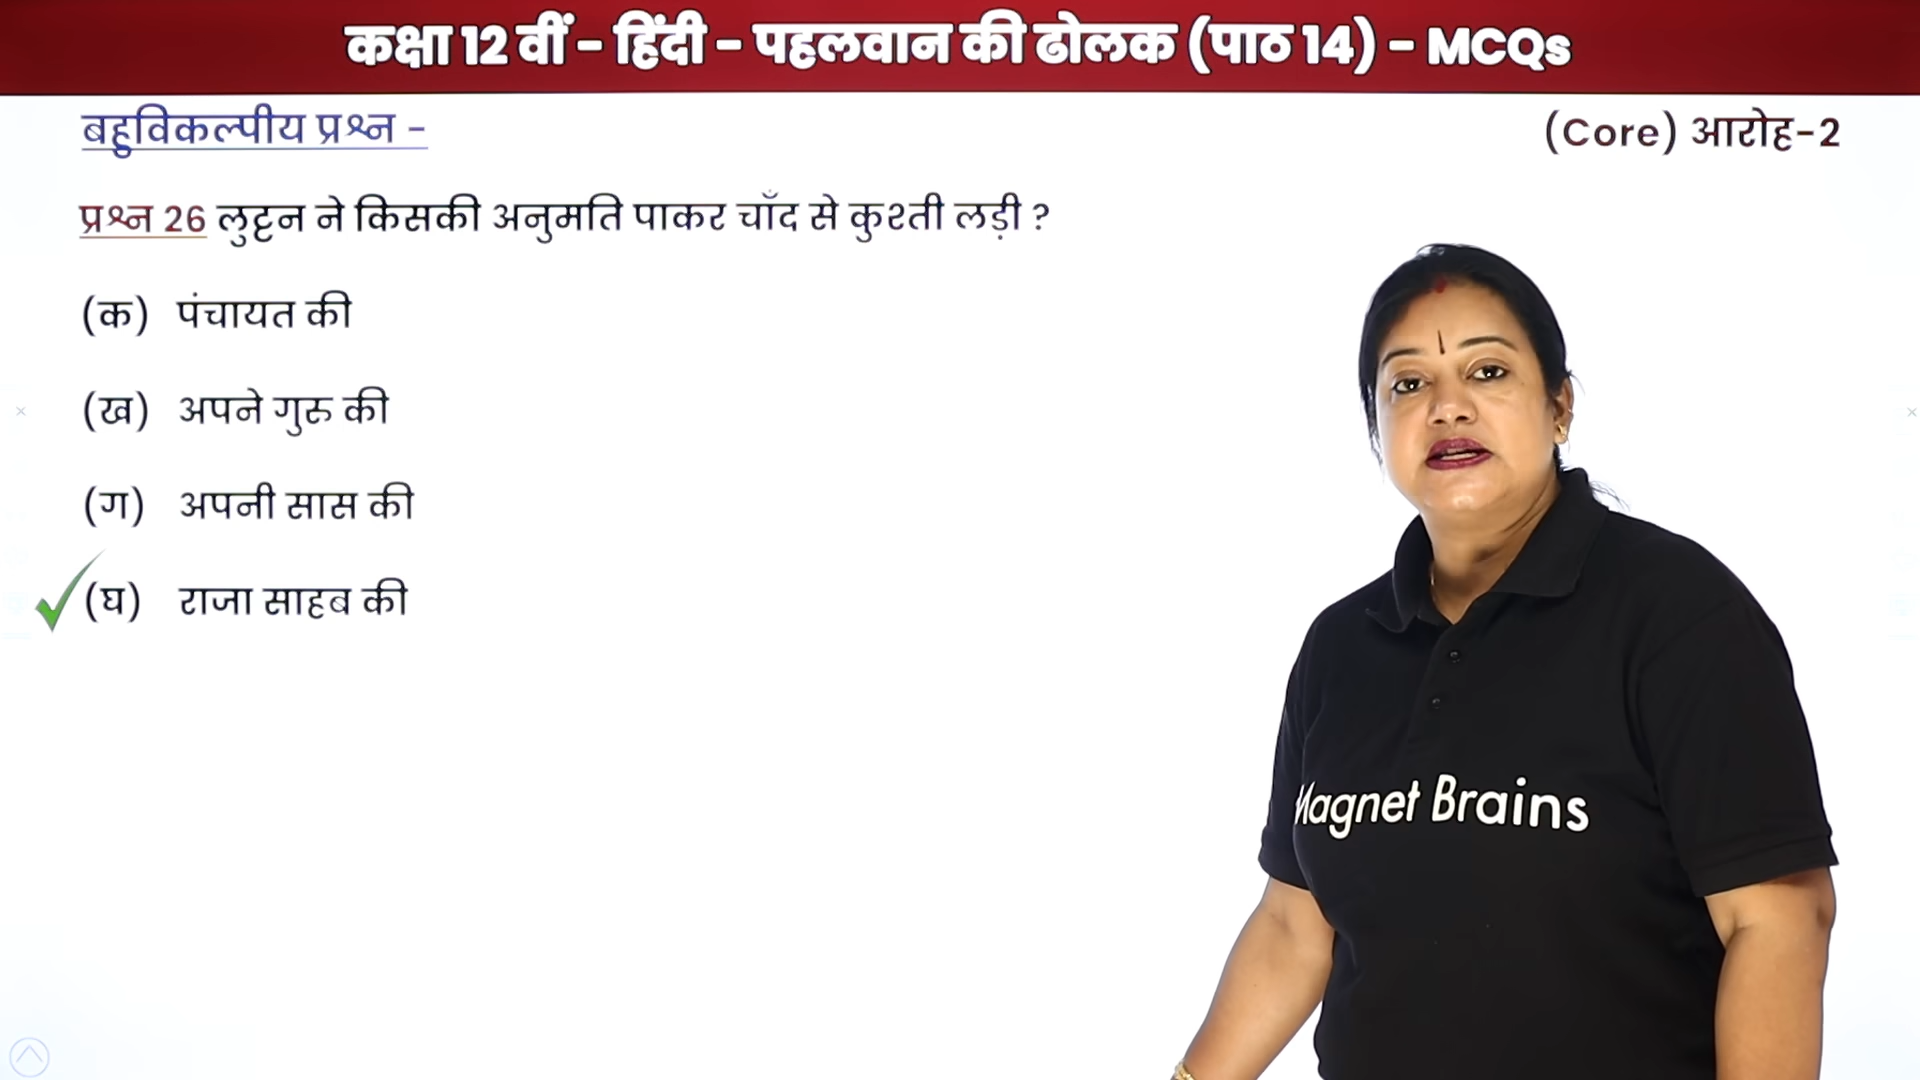 कक्षा 12 वीं - हिंदी - पहलवान की ढोलक (पाठ 14) - MCQs
बहुविकल्पीय प्रश्न -
(Core) आरोह-2
प्रश्न 26 लुट्टन ने किसकी अनुमति पाकर चाँद से कुश्ती लड़ी ?
(क) पंचायत की
(ख) अपने गुरु की
(ग) अपनी सास की
(घ) राजा साहब की
Magnet Brains